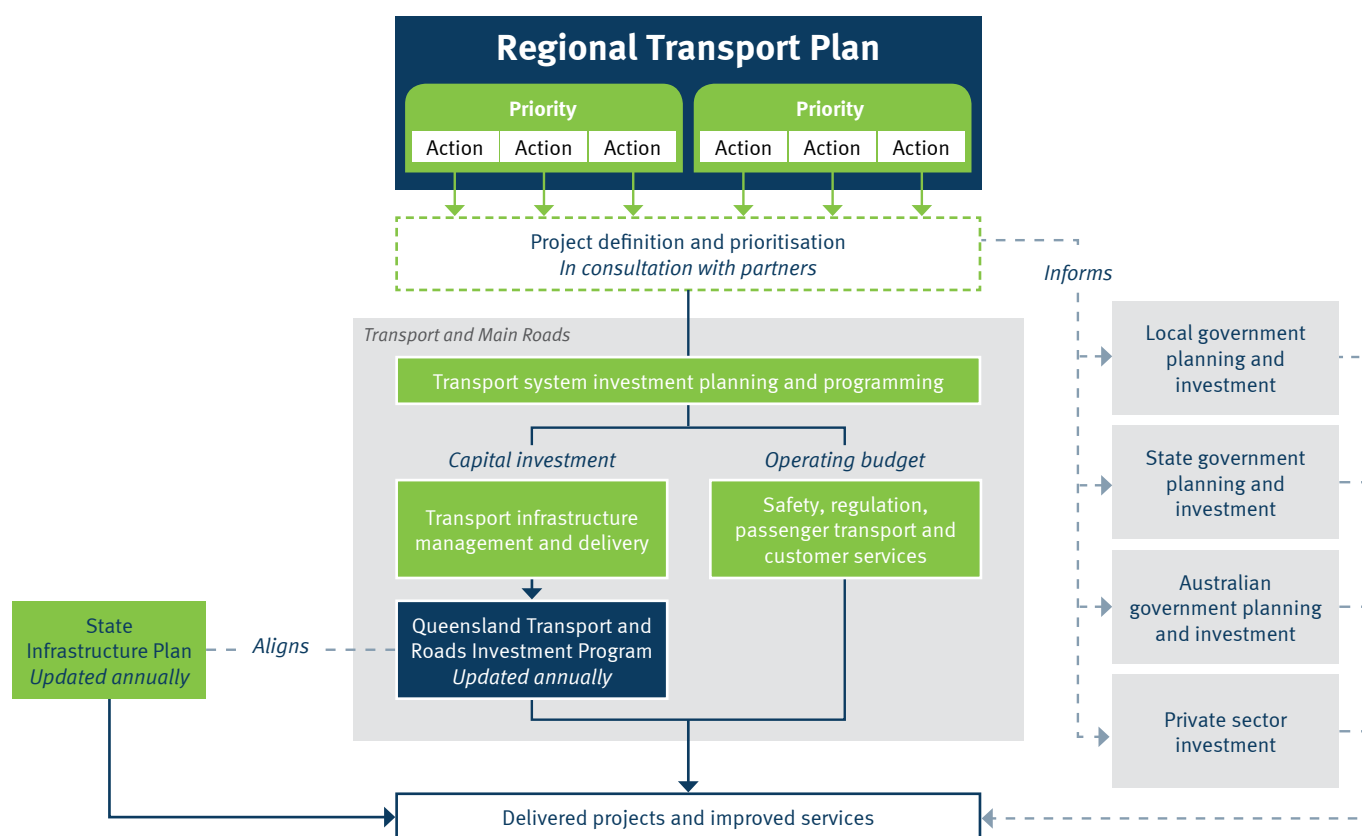 Regional Transport Plan
Priority
Action Action Action
Priority
Action Action Action
Project definition and prioritisation
In consultation with partners
Informs
Transport and Main Roads
Transport system investment planning and programming
Capital investment
Operating budget
Transport infrastructure
management and delivery
Safety, regulation,
passenger transport and
customer services
Queensland Transport and
Roads Investment Program
Updated annually
Aligns
State
Infrastructure Plan
Updated annually
Local government
planning and
investment
State government
planning and
investment
Australian
government planning
and investment
Private sector
investment
Delivered projects and improved services